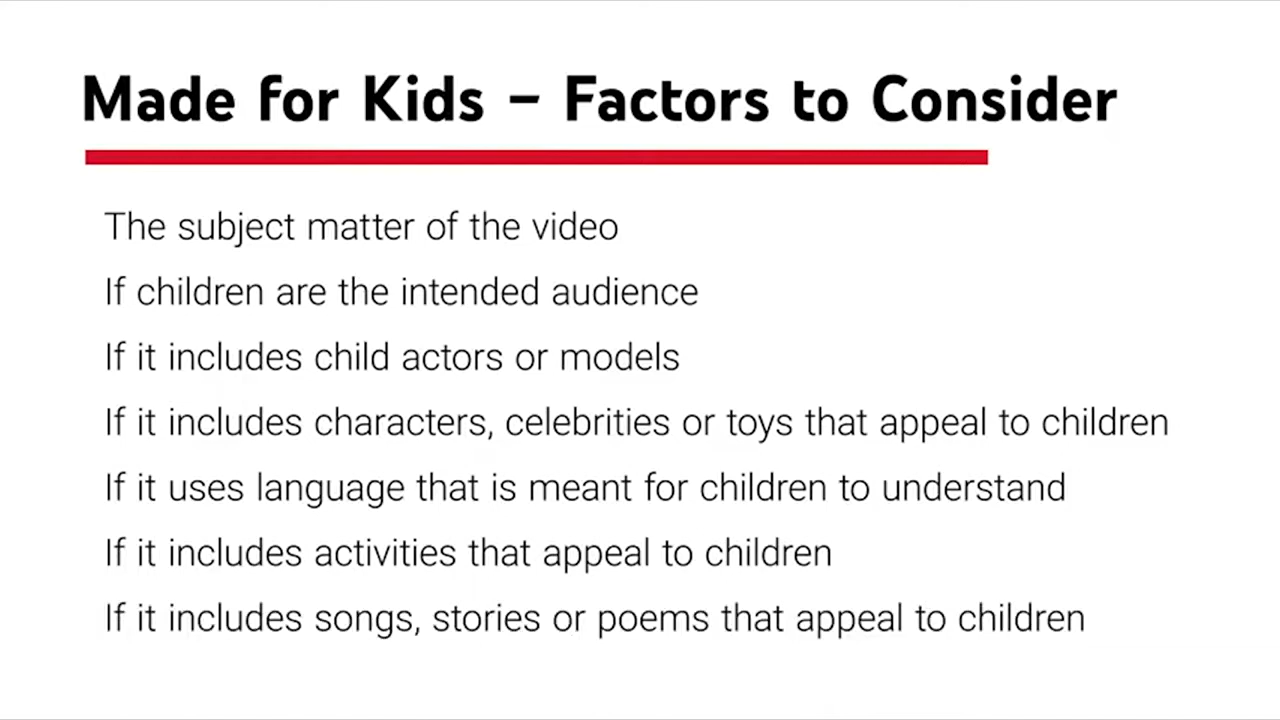 Made for Kids – Factors to Consider
The subject matter of the video
If children are the intended audience
If it includes child actors or models
If it includes characters, celebrities or toys that appeal to children
If it uses language that is meant for children to understand
If it includes activities that appeal to children
If it includes songs, stories or poems that appeal to children